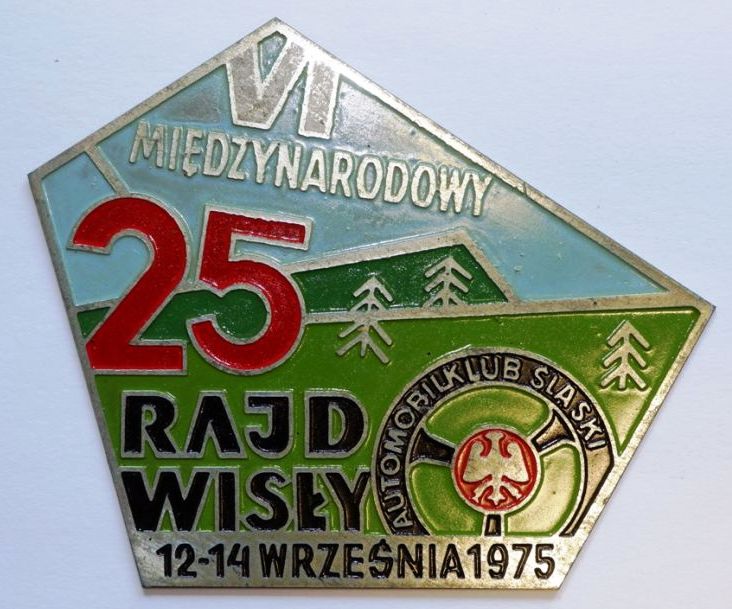 VI
MIĘDZYNARODOWY
25
RAJD
WISŁY
AUTOMOBILKLUB ŚLĄSKI
12-14 WRZEŚNIA 1975